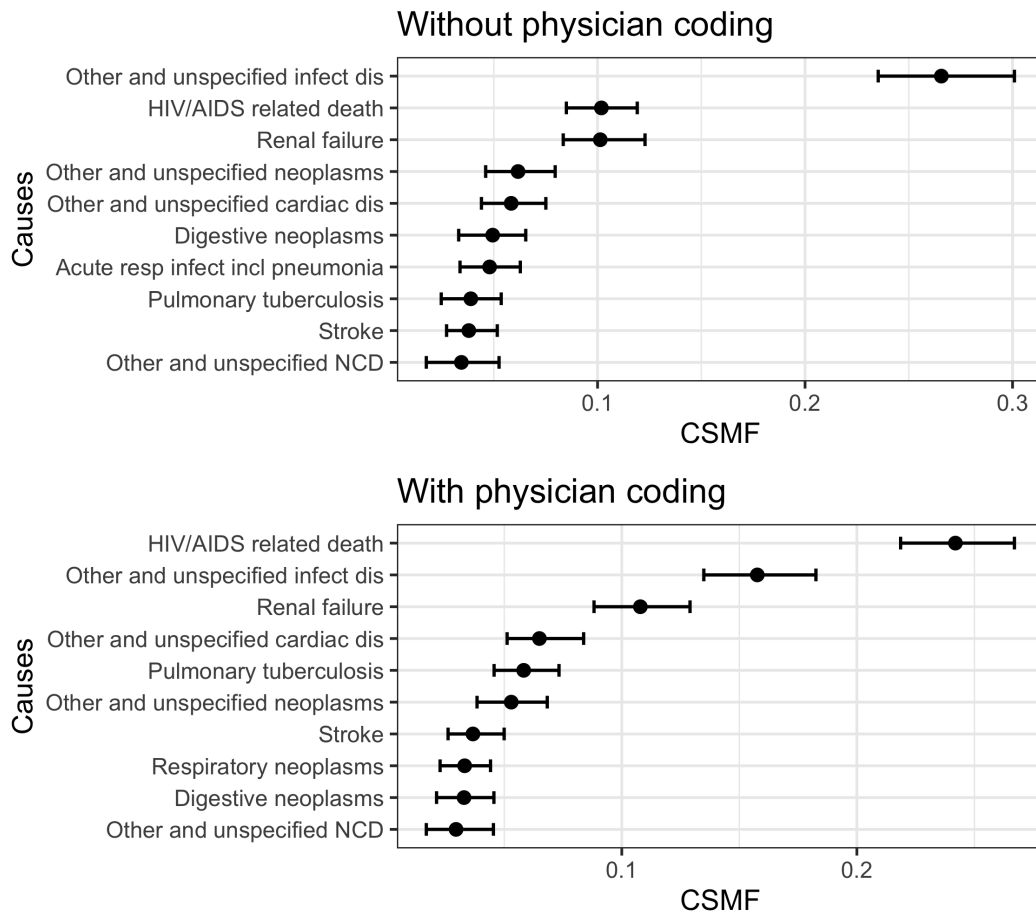 Without physician coding
Causes
Other and unspecified infect dis
HIV/AIDS related death
Renal failure
Other and unspecified neoplasms
Other and unspecified cardiac dis
Digestive neoplasms
Acute resp infect incl pneumonia
Pulmonary tuberculosis
Stroke
Other and unspecified NCD
0.1 0.2 0.3
CSMF
With physician coding
Causes
HIV/AIDS related death
Other and unspecified infect dis
Renal failure
Other and unspecified cardiac dis
Pulmonary tuberculosis
Other and unspecified neoplasms
Stroke
Respiratory neoplasms
Digestive neoplasms
Other and unspecified NCD
0.1 0.2
CSMF